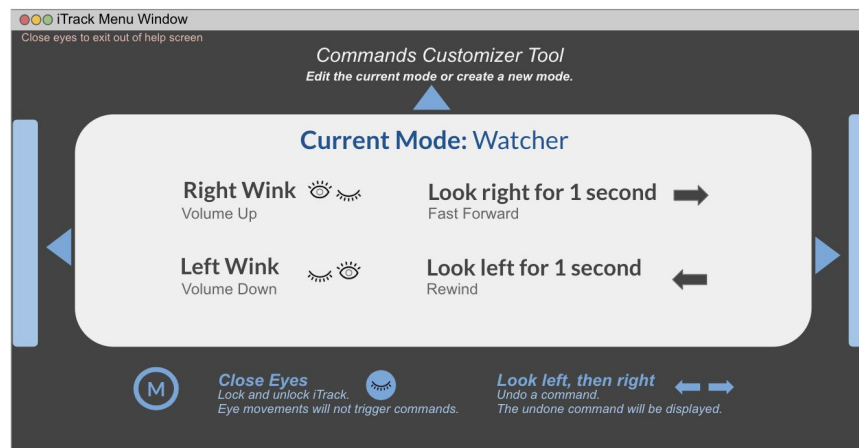 iTrack Menu Window
Close eyes to exit out of help screen
Commands Customizer Tool
Edit the current mode or create a new mode.
Current Mode: Watcher
Right Wink
Volume Up
Look right for 1 second
Fast Forward
Left Wink
Volume Down
Look left for 1 second
Rewind
M
Close Eyes
Lock and unlock iTrack.
Eye movements will not trigger commands.
Look left, then right
Undo a command.
The undone command will be displayed.